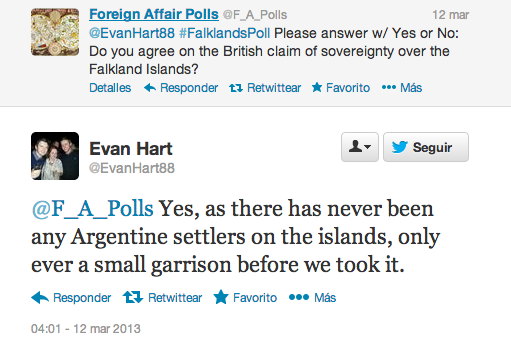 Foreign Affair Polls @F_A_Polls 12 mar
@EvanHart88 #FalklandsPoll Please answer w/ Yes or No:
Do you agree on the British claim of sovereignty over the
Falkland Islands?
Detalles Responder Retwittear Favorito Más
Evan Hart
@EvanHart88
Seguir
@F_A_Polls Yes, as there has never been
any Argentine settlers on the islands, only
ever a small garrison before we took it.
Responder Retwittear Favorito Más
04:01 - 12 mar 2013